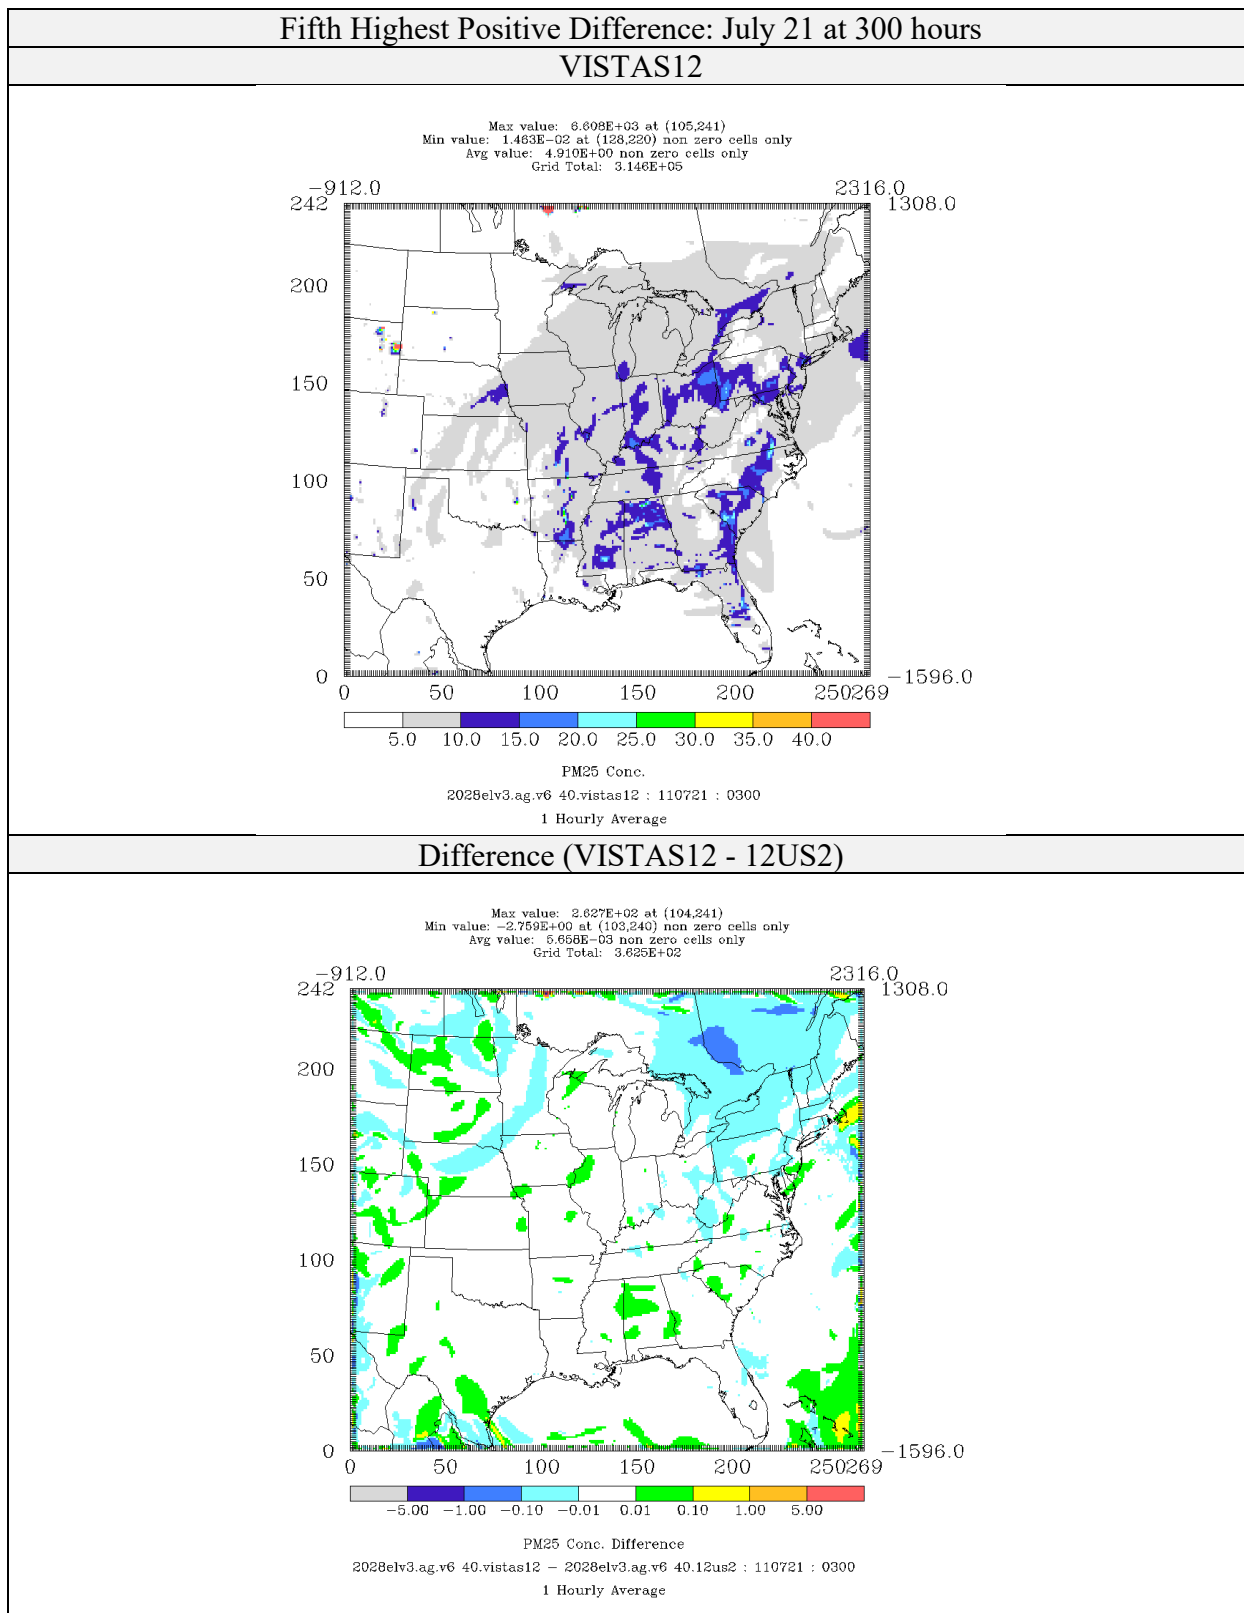 Fifth Highest Positive Difference: July 21 at 300 hours
VISTAS12
Max value: 6.608E+03 at (105,241)
Min value: 1.463E-02 at (128,220) non zero cells only
Avg value: 4.910E+00 non zero cells only
Grid Total: 3.146E+05
-912.0 2316.0
242 1308.0
200
150
100
50
0 -1596.0
0 50 100 150 200 250269
5.0 10.0 15.0 20.0 25.0 30.0 35.0 40.0
PM25 Conc.
2028elv3.ag.v6 40.vistas12 : 110721 : 0300
1 Hourly Average
Difference (VISTAS12 - 12US2)
Max value: 2.627E+02 at (104,241)
Min value: -2.759E+00 at (103,240) non zero cells only
Avg value: 5.658E-03 non zero cells only
Grid Total: 3.625E+02
-912.0 2316.0
242 1308.0
200
150
100
50
0 -1596.0
0 50 100 150 200 250269
-5.00 -1.00 -0.10 -0.01 0.01 0.10 1.00 5.00
PM25 Conc. Difference
2028elv3.ag.v6 40.vistas12 - 2028elv3.ag.v6 40.12us2 : 110721 : 0300
1 Hourly Average